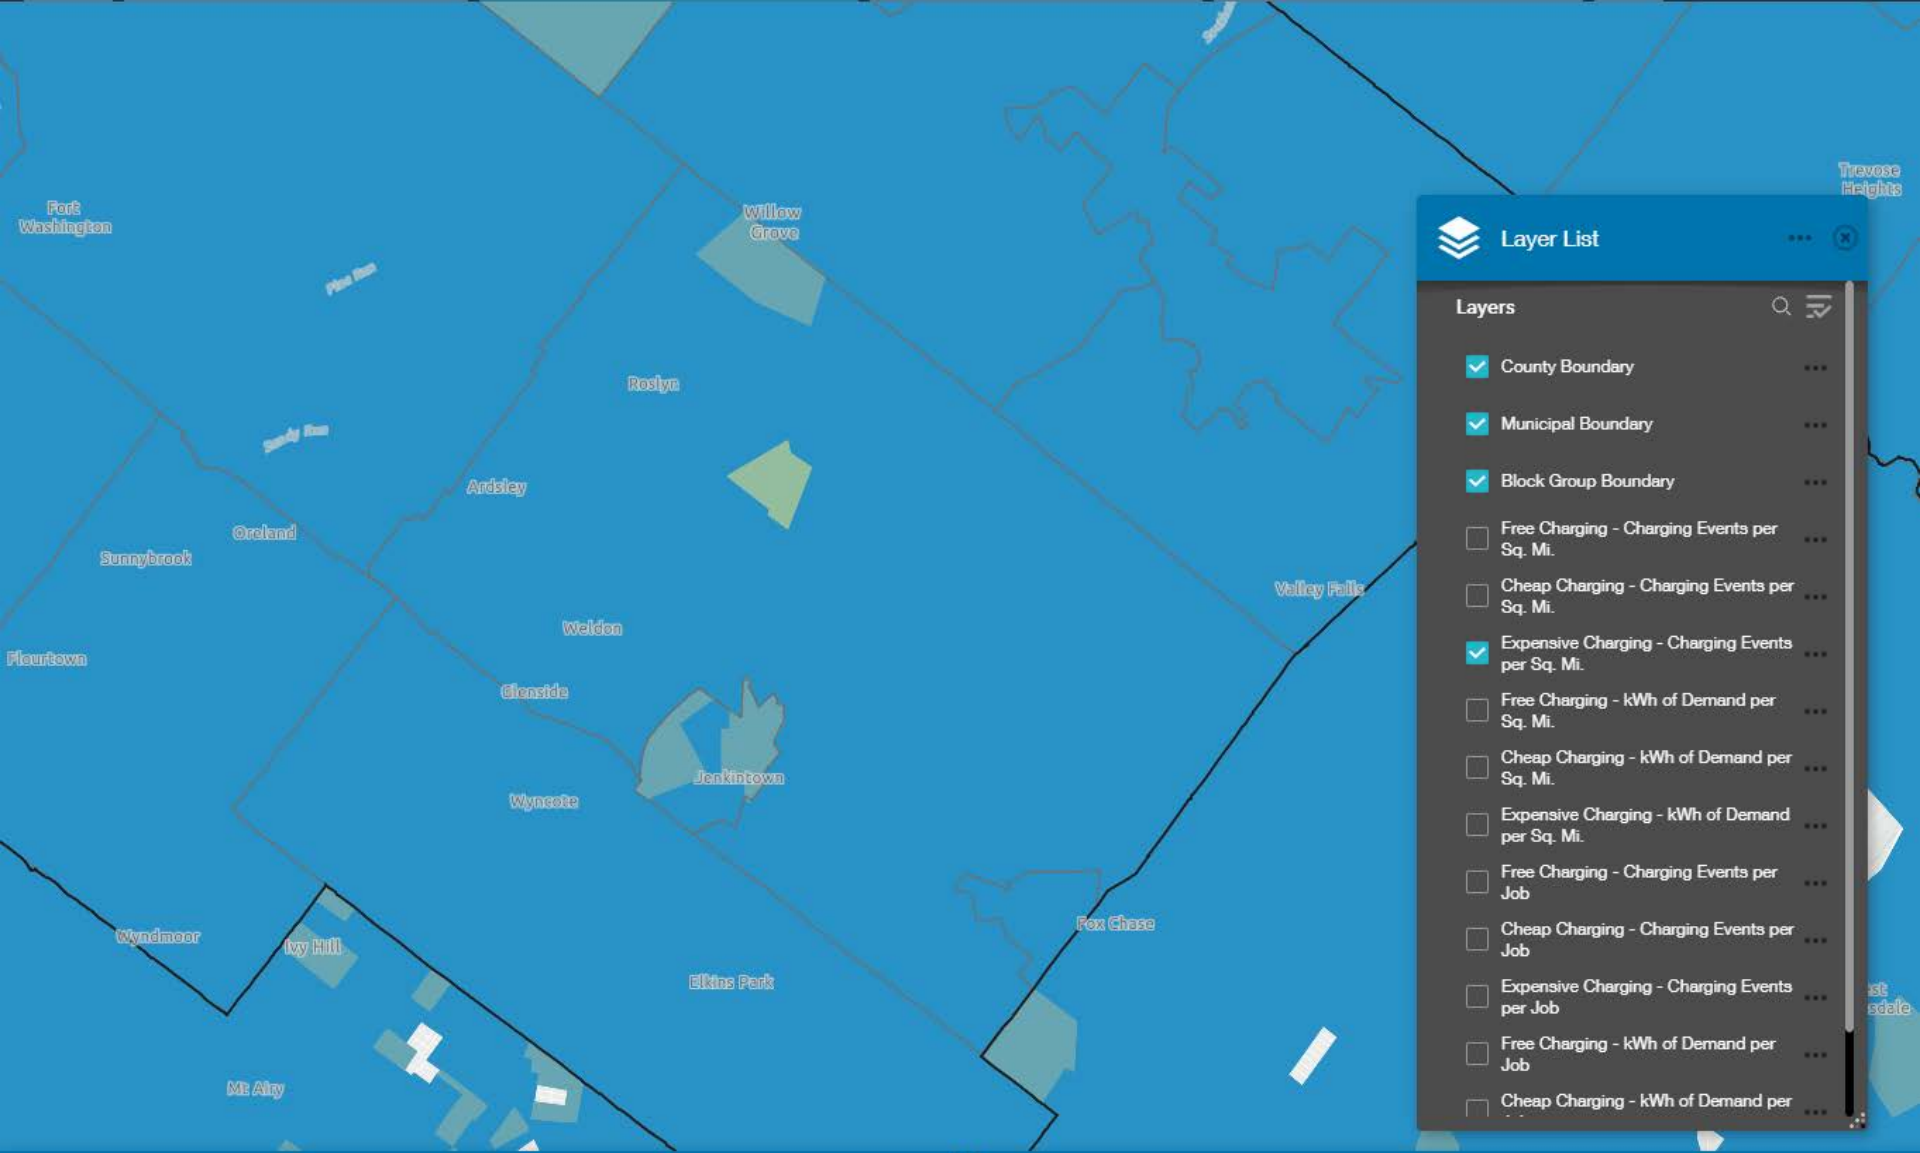 Trevose
Heights
Fort
Washington
Willow
Grove
Pine Run
Layer List
Layers
County Boundary
Roslyn
Municipal Boundary
Sandy Run
Ardsley
Block Group Boundary
Oreland
Sunnybrook
Free Charging - Charging Events per
Sq. Mi.
Valley Falls
Cheap Charging - Charging Events per
Sq. Mi.
Weldon
Flourtown
Expensive Charging - Charging Events
per Sq. Mi.
Glenside
Free Charging - kWh of Demand per
Sq. Mi.
Jenkintown
Cheap Charging - kWh of Demand per
Sq. Mi.
Wyncote
Expensive Charging - kWh of Demand
per Sq. Mi.
Free Charging - Charging Events per
Job
Fox Chase
Wyndmoor
Ivy Hill
Cheap Charging - Charging Events per
Job
Elkins Park
Expensive Charging - Charging Events
per Job
Free Charging - kWh of Demand per
Job
Mt Airy
Cheap Charging - kWh of Demand per